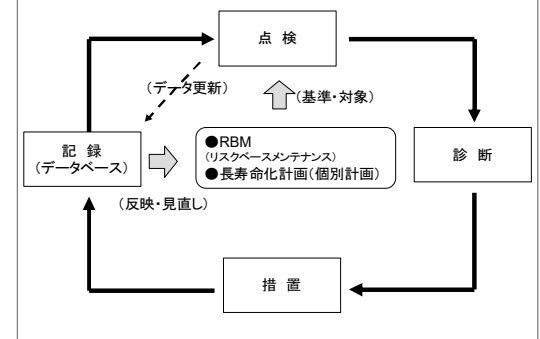 点 検
(データ更新)
(基準・対象)
記 録
(データベース)
●RBM
(リスクベースメンテナンス)
●長寿命化計画(個別計画)
診 断
(反映・見直し)
措 置